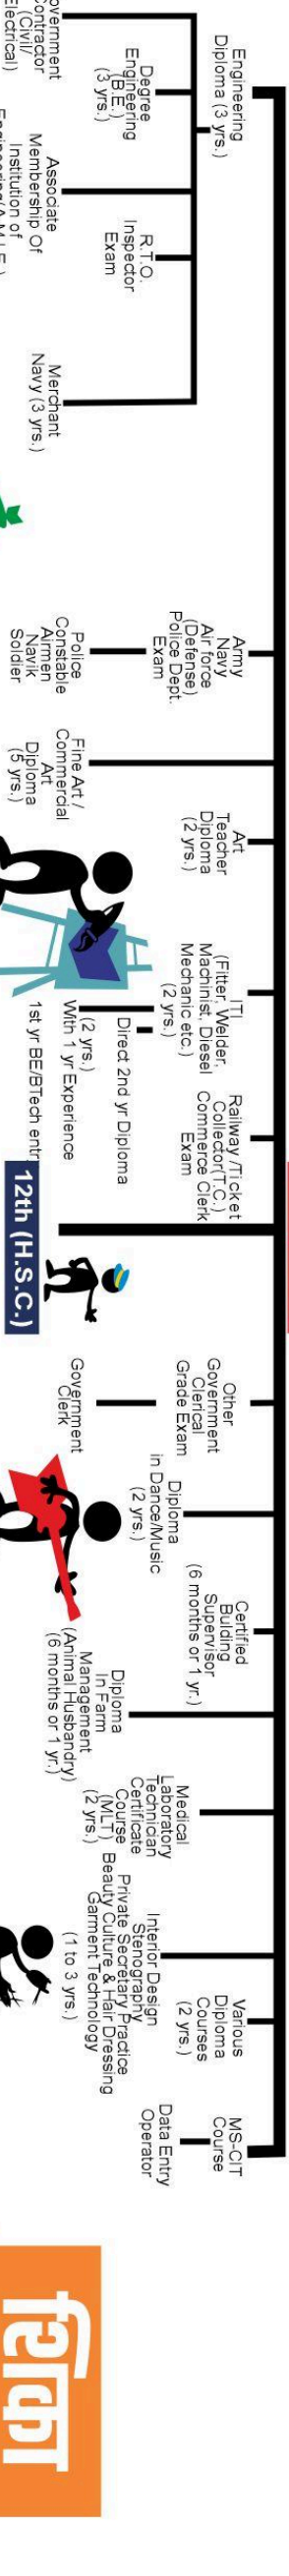 Engineering
Diploma (3 yrs.)
Degree
Engineering
(B.E.)
(3 yrs.)
R.T.O.
Inspector
Exam
(Civil/
Electrical)
Associate
Membership Of
Institution of
Merchant
Navy (3 yrs.)
Army
Navy
Air force
(Defense)
Police Dept.
Exam
Police
Constable
Airmen
Navik
Soldier
Fine Art /
Commercial
Art
Diploma
(5 yrs.)
Art
Teacher
Diploma
(2 yrs.)
ITI
(Fitter, Welder,
Machinist, Diesel
Mechanic etc.)
(2 yrs.)
Direct 2nd yr Diploma
(2 yrs.)
With 1 yr Experience
1st yr BE/BTech entr
Railway /Ticket
Collector(T.C.)
Commerce Clerk
Exam
12th (H.S.C.)
Other
Government
Clerical
Grade Exam
Government
Clerk
Diploma
in Dance/Music
(2 yrs.)
Certified
Bulding
Supervisor
(6 months or 1 yr.)
Diploma
In Farm
Management
(Animal Husbandry)
(6 months or 1 yr.)
Medical
Laboratory
Technician
Certificate
Course
(MLT)
(2 yrs.)
Interior Design
Stenography
Private Secretary Practice
Beauty Culture & Hair Dressing
Garment Technology
(1 to 3 yrs.)
Various
Diploma
Courses
(2 yrs.)
MS-CIT
Course
Data Entry
Operator